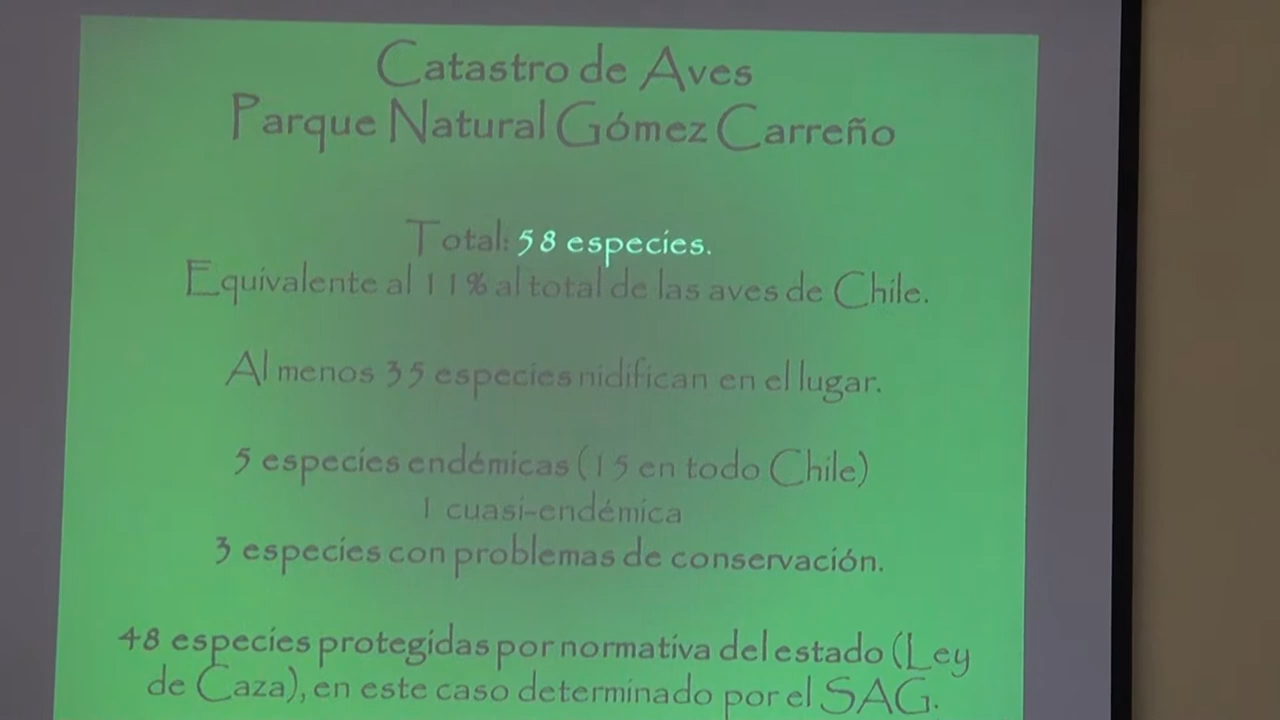 Catastro de Aves
Parque Natural Gómez Carreño
Total: 58 especies.
Equivalente al 11% al total de las aves de Chile.
Al menos 35 especies nidifican en el lugar.
5 especies endémicas (15 en todo Chile)
1 cuasi-endémica
3 especies con problemas de conservación.
48 especies protegidas por normativa del estado (Ley
de Caza), en este caso determinado por el SAG.